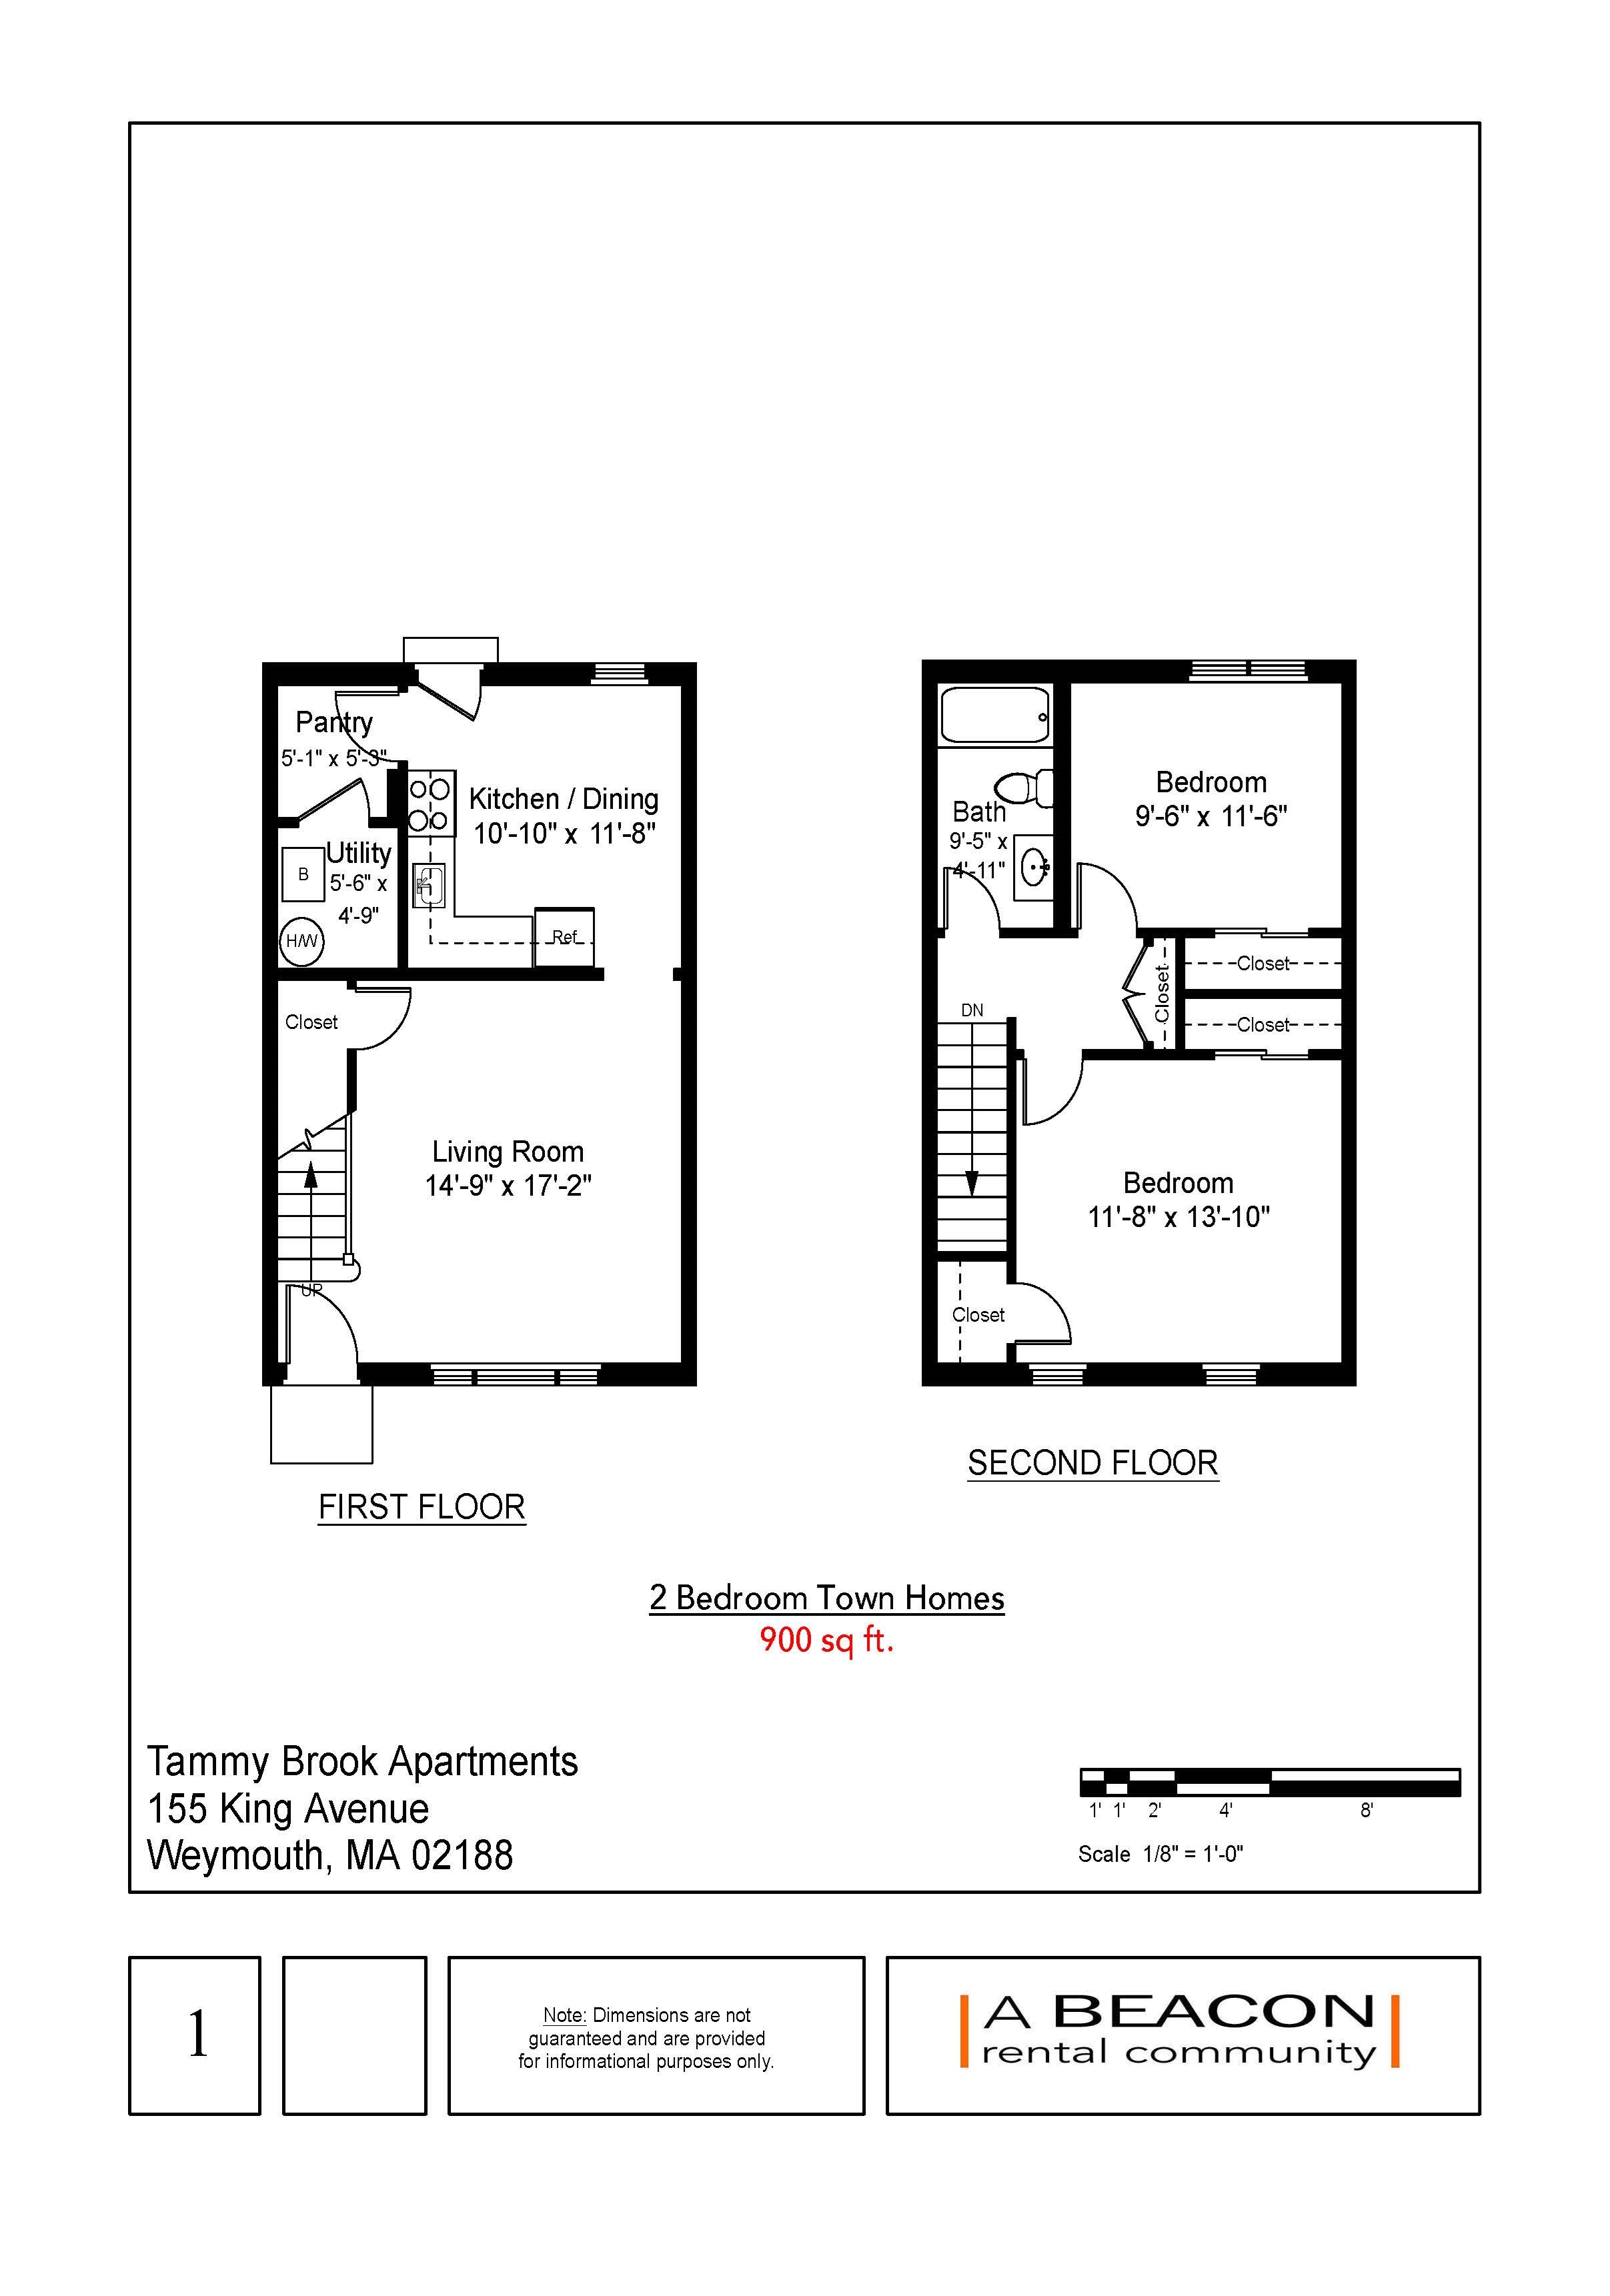 Pantry
5'-1" x 5'-3"
Kitchen / Dining
10'-10" x 11'-8"
Utility
B
5'-6" x
4'-9"
H/W
Ref
Closet
Living Room
14'-9" x 17'-2"
UP
FIRST FLOOR
Bedroom
9'-6" x 11'-6"
Bath
9'-5" x
4'-11"
Closet
Closet
Closet
DN
Bedroom
11'-8" x 13'-10"
Closet
SECOND FLOOR
2 Bedroom Town Homes
900 sq ft.
Tammy Brook Apartments
155 King Avenue
Weymouth, MA 02188
1' 1' 2' 4' 8'
Scale 1/8" = 1'-0"
1
Note: Dimensions are not
guaranteed and are provided
for informational purposes only.
A BEACON
rental community